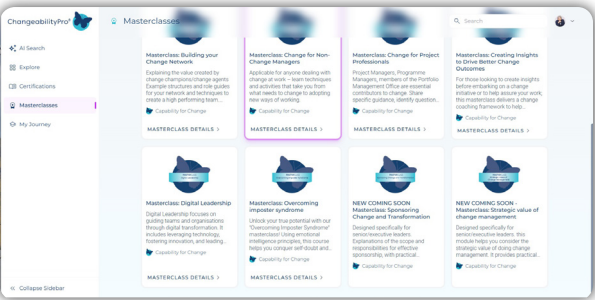 ChangeabilityPro®
Masterclasses
Search
AI Search
Explore
Certifications
Masterclasses
My Journey
Collapse Sidebar
Masterclass: Building your
Change Network
Explaining the value created by
change champions/change agents.
Example structures and role guides
for your network and techniques to
create a high performing team....
Capability for Change
MASTERCLASS DETAILS >
Masterclass: Change for Non-
Change Managers
Applicable for anyone dealing with
change at work – learn techniques
and activities that take you from
what needs to change to adopting
new ways of working.
Capability for Change
MASTERCLASS DETAILS >
Masterclass: Change for Project
Professionals
Project Managers, Programme
Managers, members of the Portfolio
Management Office are essential
contributors to change. Share
specific guidance, identify question...
Capability for Change
MASTERCLASS DETAILS >
Masterclass: Creating Insights
to Drive Better Change
Outcomes
For those looking to create insights
before embarking on a change
initiative or to help assure your work,
this masterclass delivers a change
coaching framework to help...
Capability for Change
MASTERCLASS DETAILS >
Masterclass: Digital Leadership
Digital Leadership focuses on
guiding teams and organisations
through digital transformation. It
includes leveraging technology,
fostering innovation, and leading...
Capability for Change
MASTERCLASS DETAILS >
Masterclass: Overcoming
imposter syndrome
Unlock your true potential with our
'Overcoming Imposter Syndrome'
masterclass! Using emotional
intelligence principles, this course
helps you conquer self-doubt and...
Capability for Change
MASTERCLASS DETAILS >
NEW COMING SOON
Masterclass: Sponsoring
Change and Transformation
Designed specifically for
senior/executive leaders.
Explanations of the scope and
responsibilities for effective
sponsorship, with practical...
Capability for Change
NEW COMING SOON -
Masterclass: Strategic value of
change management
Designed specifically for
senior/executive leaders: this
module helps you consider the
strategic value of doing change
management. It provides practical...
Capability for Change